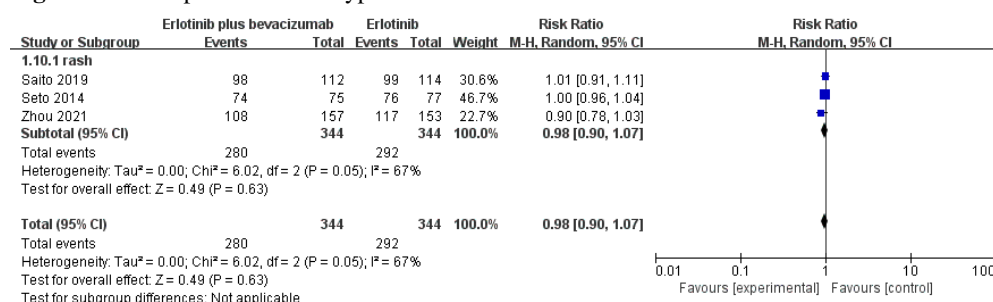 Erlotinib plus bevacizumab Erlotinib Risk Ratio Risk Ratio
Study or Subgroup Events Total Events Total Weight M-H, Random, 95% CI M-H, Random, 95% CI
1.10.1 rash
Saito 2019 98 112 99 114 30.6% 1.01 [0.91, 1.11]
Seto 2014 74 75 76 77 46.7% 1.00 [0.96, 1.04]
Zhou 2021 108 157 117 153 22.7% 0.90 [0.78, 1.03]
Subtotal (95% CI) 344 344 100.0% 0.98 [0.90, 1.07]
Total events 280 292
Heterogeneity: Tau² = 0.00; Chi² = 6.02, df = 2 (P = 0.05); I² = 67%
Test for overall effect: Z = 0.49 (P = 0.63)
Total (95% CI) 344 344 100.0% 0.98 [0.90, 1.07]
Total events 280 292
Heterogeneity: Tau² = 0.00; Chi² = 6.02, df = 2 (P = 0.05); I² = 67%
Test for overall effect: Z = 0.49 (P = 0.63)
Test for subgroup differences: Not applicable
0.01 0.1 1 10 100
Favours [experimental] Favours [control]